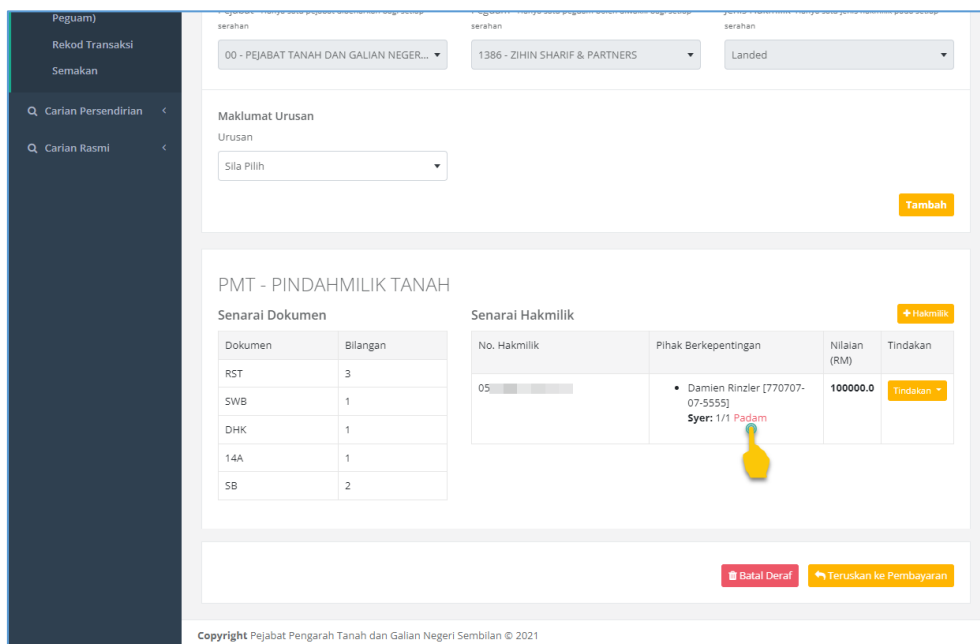 Peguam)
Rekod Transaksi
Semakan
Carian Persendirian
Carian Rasmi
serahan
serahan
serahan
00 - PEJABAT TANAH DAN GALIAN NEGER...
1386 - ZIHIN SHARIF & PARTNERS
Landed
Maklumat Urusan
Urusan
Sila Pilih
Tambah
PMT - PINDAHMILIK TANAH
Senarai Dokumen
Dokumen Bilangan
RST 3
SWB 1
DHK 1
14A 1
SB 2
Senarai Hakmilik
+ Hakmilik
No. Hakmilik Pihak Berkepentingan Nilaian (RM) Tindakan
05
• Damien Rinzler [770707-
07-5555]
Syer: 1/1 Padam
100000.0
Tindakan
Batal Deraf
Teruskan ke Pembayaran
Copyright Pejabat Pengarah Tanah dan Galian Negeri Sembilan © 2021